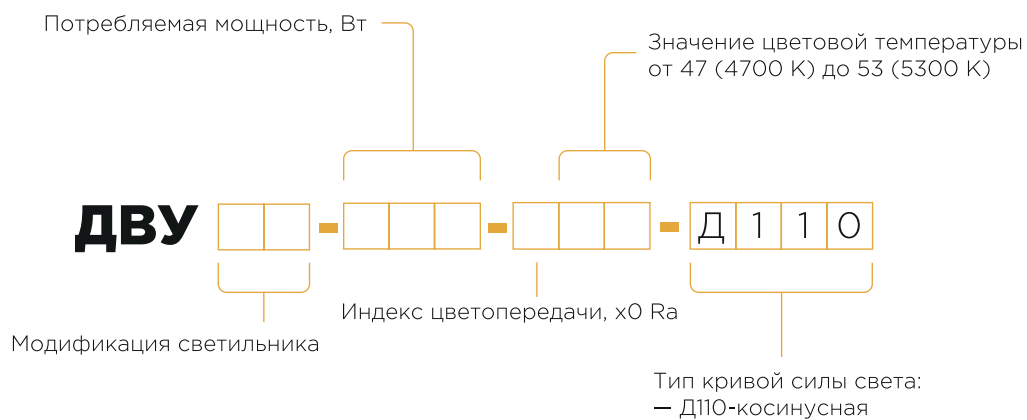 Потребляемая мощность, Вт
Значение цветовой температуры
от 47 (4700 К) до 53 (5300 К)
ДВУ - - - Д110
Индекс цветопередачи, х0 Ra
Модификация светильника
Тип кривой силы света:
— Д110-косинусная